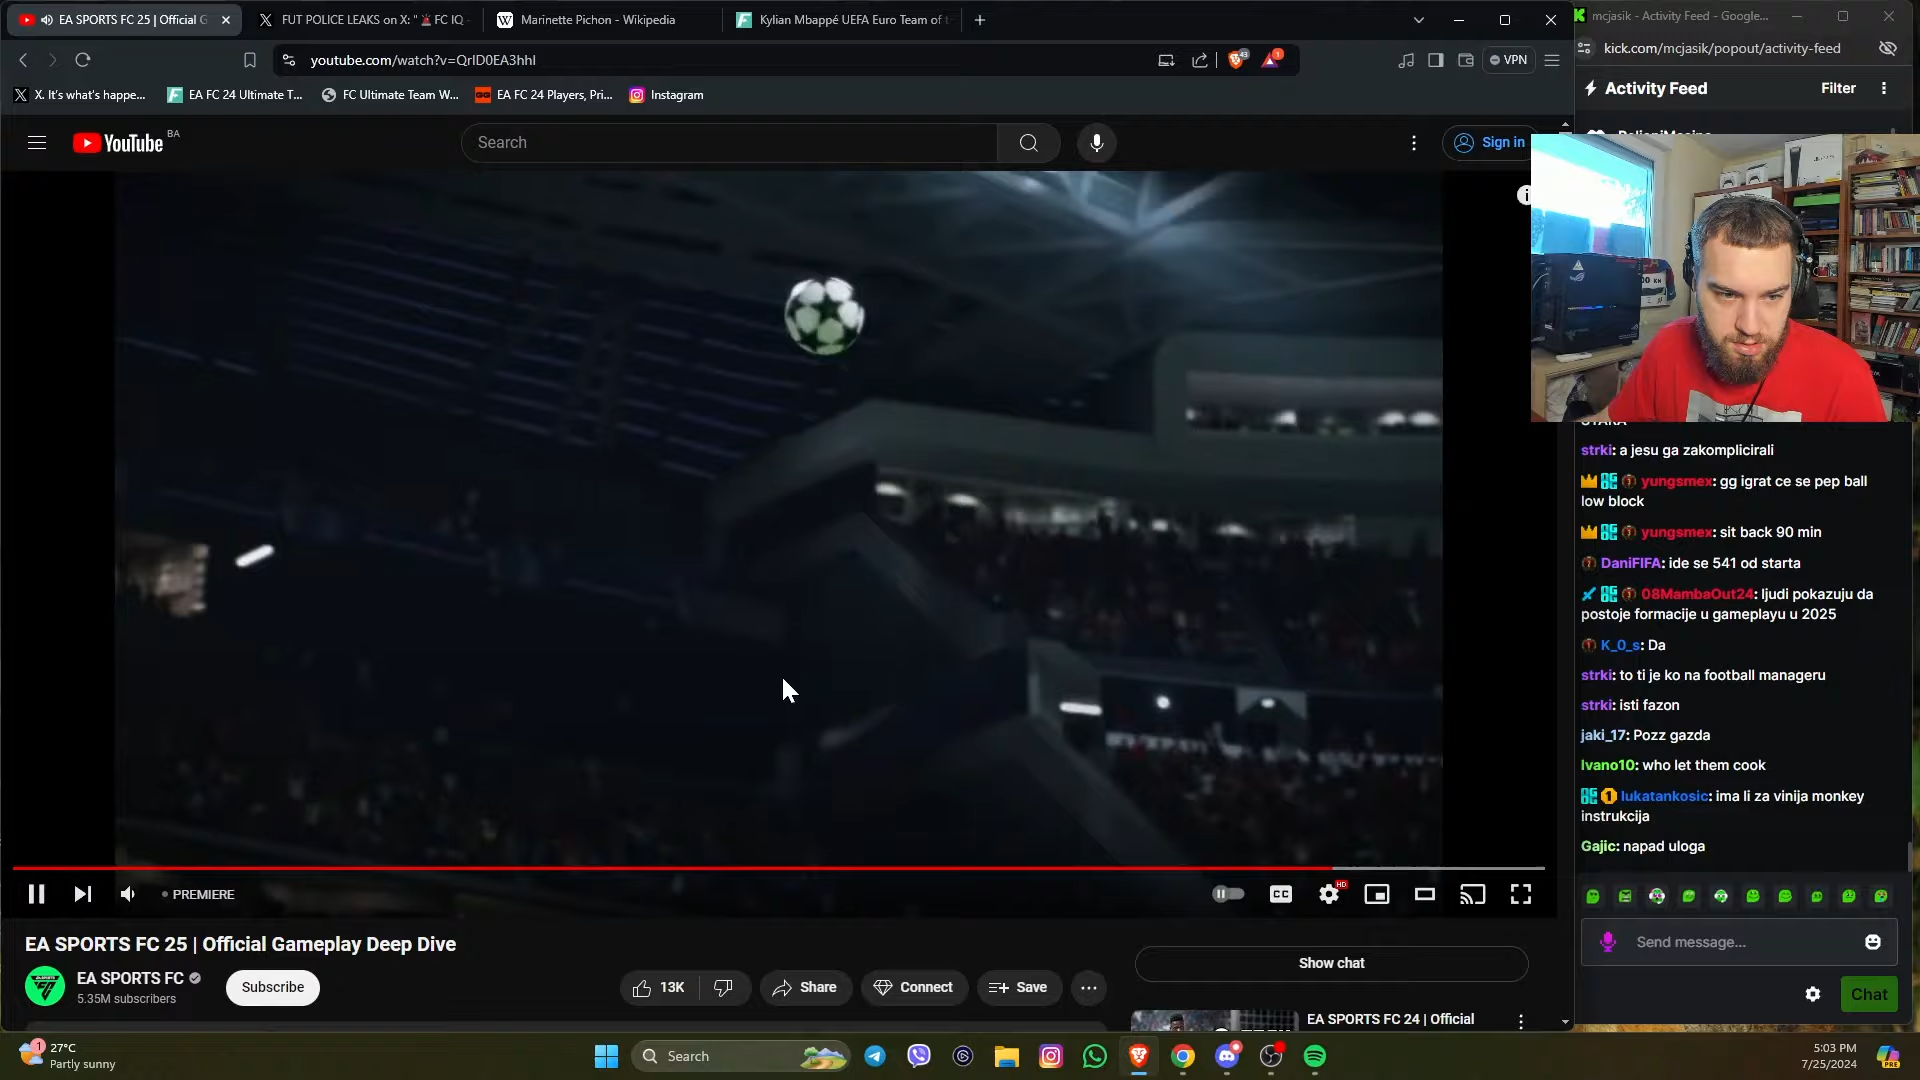 EA SPORTS FC 25 | Official G
FUT POLICE LEAKS on X: "🚨FC IQ -
Marinette Pichon - Wikipedia
Kylian Mbappé UEFA Euro Team of t
mcjasik - Activity Feed - Google...
youtube.com/watch?v=QrID0EA3hhI
43
1
VPN
kick.com/mcjasik/popout/activity-feed
X. It's what's happe...
EA FC 24 Ultimate T...
FC Ultimate Team W...
EA FC 24 Players, Pri...
Instagram
Activity Feed
Filter
YouTube BA
Search
Sign in
strki: a jesu ga zakomplicirali
yungsmex: gg igrat ce se pep ball
low block
yungsmex: sit back 90 min
DaniFIFA: ide se 541 od starta
08MambaOut24: ljudi pokazuju da
postoje formacije u gameplayu u 2025
K_0_s: Da
strki: to ti je ko na football manageru
strki: isti fazon
jaki_17: Pozz gazda
Ivano10: who let them cook
lukatankosic: ima li za vinija monkey
instrukcija
Gajic: napad uloga
PREMIERE
CC
HD
Send message...
Chat
EA SPORTS FC 25 | Official Gameplay Deep Dive
EA SPORTS FC
5.35M subscribers
Subscribe
13K
Share
Connect
Save
Show chat
EA SPORTS FC 24 | Official
1
27°C
Partly sunny
Search
5:03 PM
7/25/2024
PRE